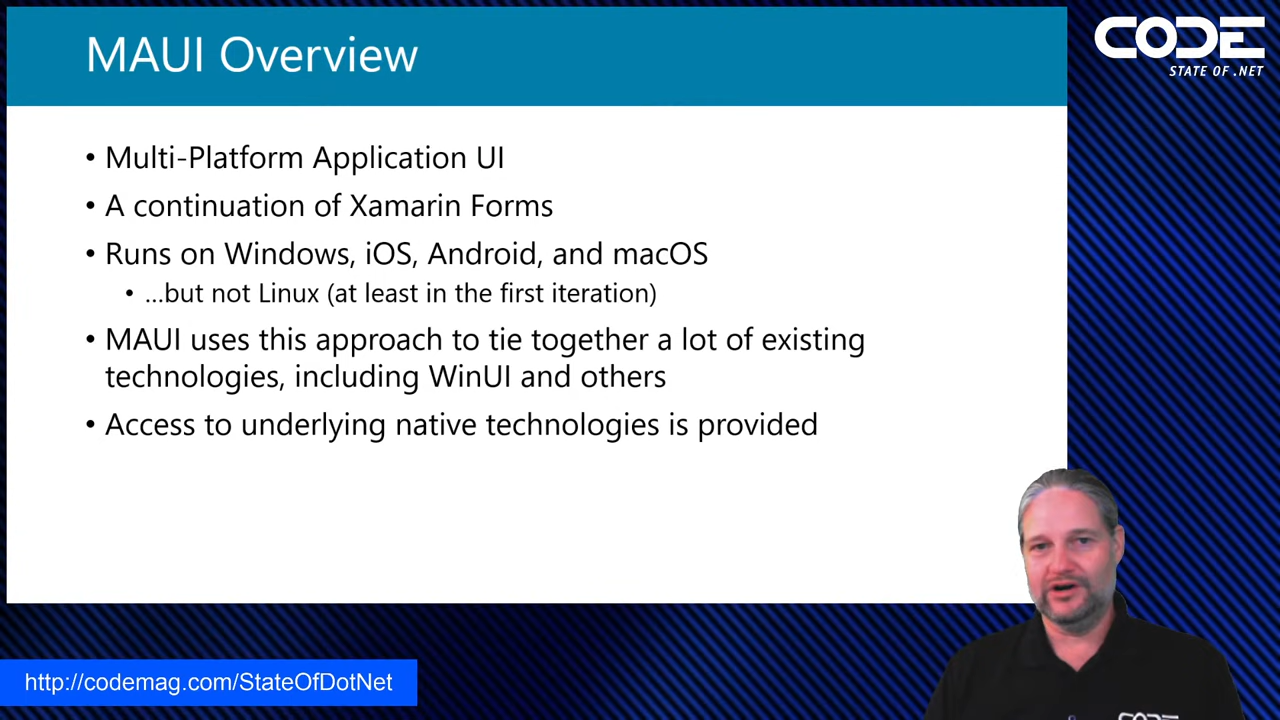 MAUI Overview
CODE
STATE OF .NET
• Multi-Platform Application UI
• A continuation of Xamarin Forms
• Runs on Windows, iOS, Android, and macOS
• ...but not Linux (at least in the first iteration)
• MAUI uses this approach to tie together a lot of existing
technologies, including WinUI and others
• Access to underlying native technologies is provided
http://codemag.com/StateOfDotNet
CODE